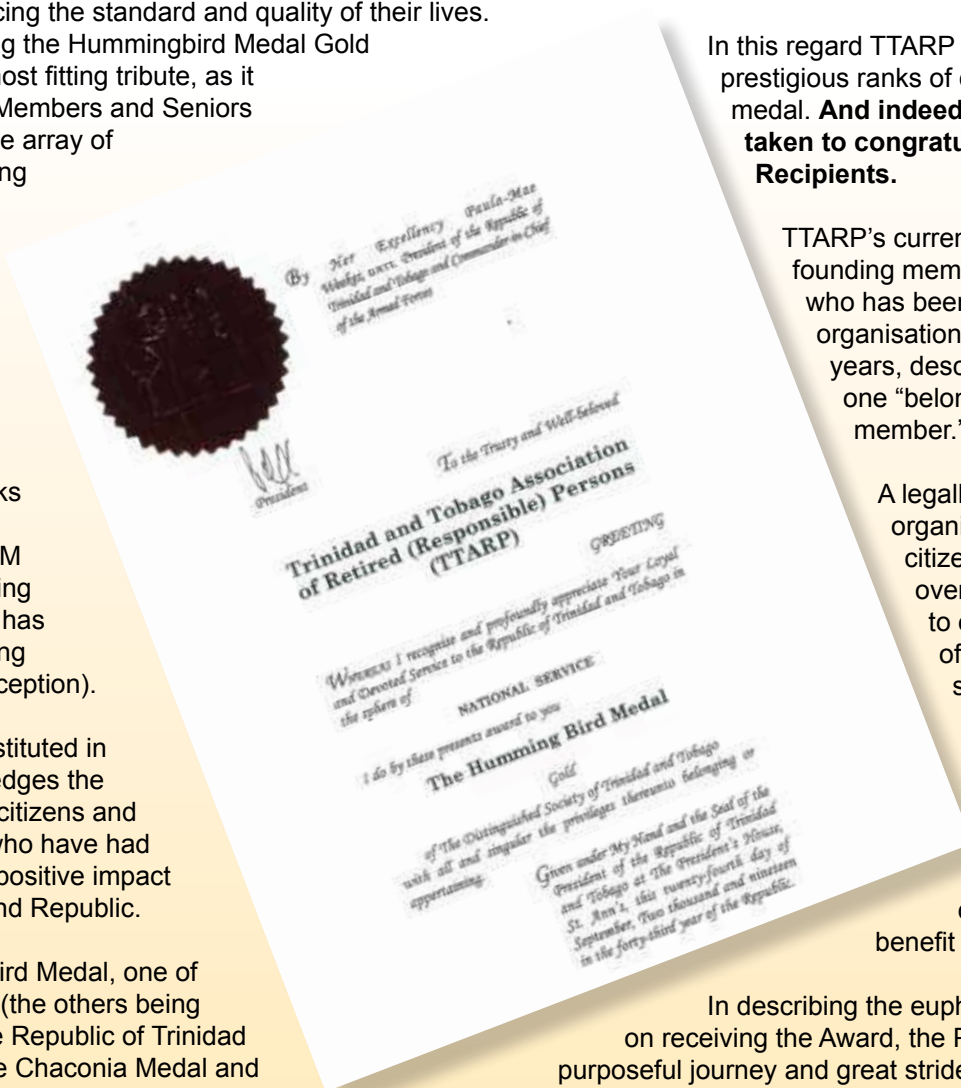 cing the standard and quality of their lives.
g the Hummingbird Medal Gold
ost fitting tribute, as it
Members and Seniors
e array of
ng
ks
M
ing
has
ng
ception).
stituted in
edges the
citizens and
who have had
positive impact
nd Republic.
ird Medal, one of
(the others being
e Republic of Trinidad
e Chaconia Medal and
By Her Excellency Paula-Mae
Weekes, ORTT, President of the Republic of
Trinidad and Tobago and Commander-in-Chief
of the Armed Forces
President
To the Trusty and Well-beloved
Trinidad and Tobago Association
of Retired (Responsible) Persons
(TTARP)
GREETING
WHEREAS I recognise and profoundly appreciate Your Loyal
and Devoted Service to the Republic of Trinidad and Tobago in
the sphere of
NATIONAL SERVICE
I do by these presents award to you
The Humming Bird Medal
Gold
of The Distinguished Society of Trinidad and Tobago
with all and singular the privileges thereunto belonging or
appertaining.
Given under My Hand and the Seal of the
President of the Republic of Trinidad
and Tobago at The President's House,
St. Ann's, this twenty-fourth day of
September, Two thousand and nineteen
in the forty-third year of the Republic.
In this regard TTARP
prestigious ranks of
medal. And indeed
taken to congratu
Recipients.
TTARP's curren
founding mem
who has been
organisation
years, desc
one “belon
member.”
A legall
organi
citize
over
to
of
s
benefit
In describing the euph
on receiving the Award, the P
purposeful journey and great stride